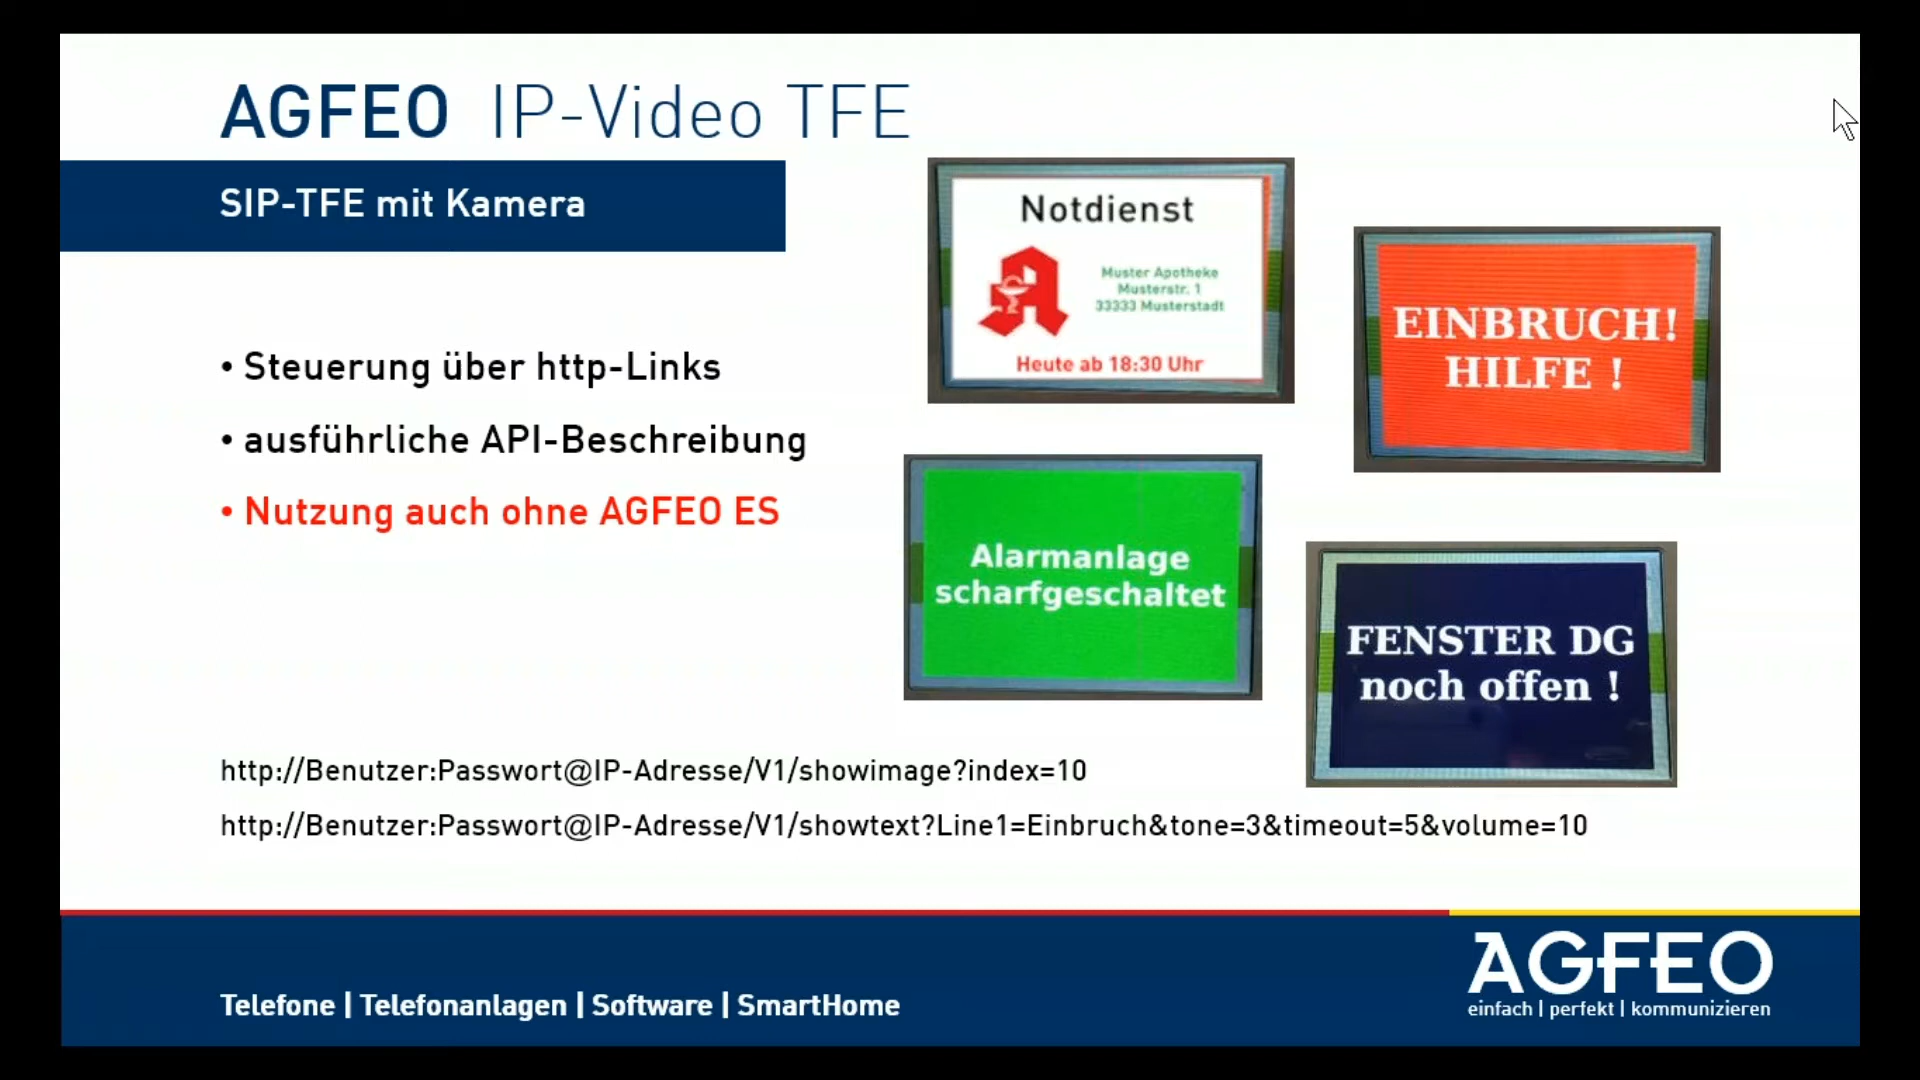 AGFEO IP-Video TFE
SIP-TFE mit Kamera
• Steuerung über http-Links
• ausführliche API-Beschreibung
• Nutzung auch ohne AGFEO ES
Notdienst
Muster Apotheke
Musterstr. 1
33333 Musterstadt
Heute ab 18:30 Uhr
EINBRUCH!
HILFE !
Alarmanlage
scharfgeschaltet
FENSTER DG
noch offen !
http://Benutzer:Passwort@IP-Adresse/V1/showimage?index=10
http://Benutzer:Passwort@IP-Adresse/V1/showtext?Line1=Einbruch&tone=3&timeout=5&volume=10
Telefone | Telefonanlagen | Software | SmartHome
AGFEO
einfach | perfekt | kommunizieren